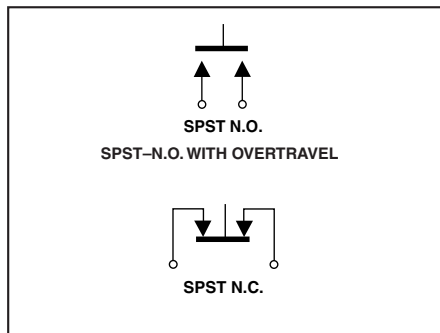 SPST N.O.
SPST–N.O. WITH OVERTRAVEL
SPST N.C.